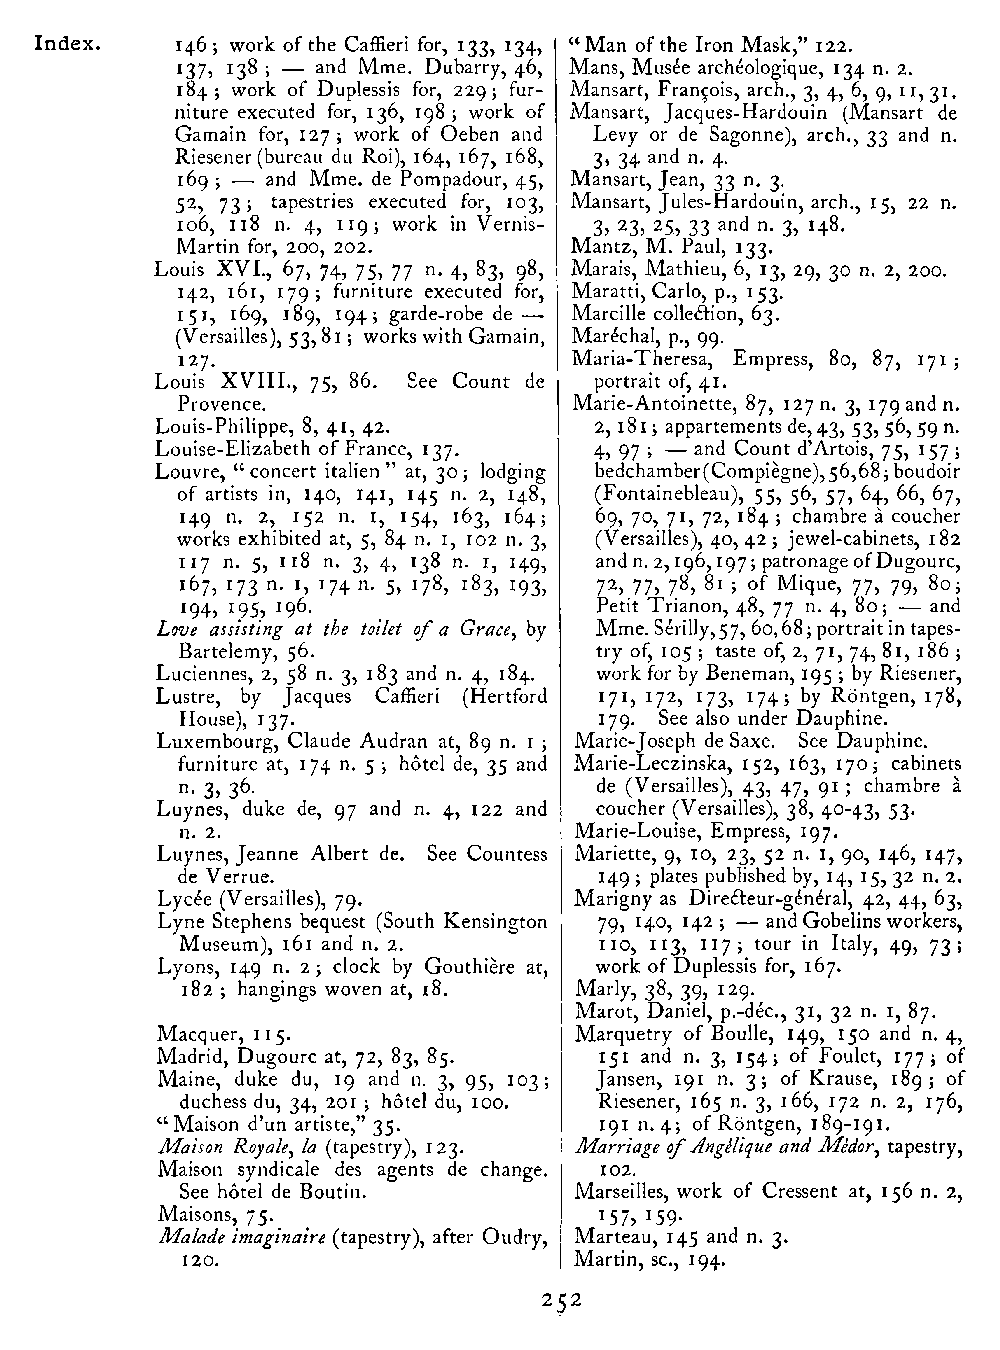 Index.
146 ; work of the Caffieri for, 133, 134,
137, 138 ; — and Mme. Dubarry, 46,
184 ; work of Duplessis for, 229 ; fur-
niture executed for, 136, 198 ; work of
Gamain for, 127 ; work of Oeben and
Riesener (bureau du Roi), 164, 167, 168,
169 ; — and Mme. de Pompadour, 45,
52, 73 ; tapestries executed for, 103,
106, 118 n. 4, 119 ; work in Vernis-
Martin for, 200, 202.
Louis XVI., 67, 74, 75, 77 n. 4, 83, 98,
142, 161, 179 ; furniture executed for,
151, 169, 189, 194 ; garde-robe de —
(Versailles), 53, 81 ; works with Gamain,
127.
Louis XVIII., 75, 86. See Count de
Provence.
Louis-Philippe, 8, 41, 42.
Louise-Elizabeth of France, 137.
Louvre, “ concert italien ” at, 30 ; lodging
of artists in, 140, 141, 145 n. 2, 148,
149 n. 2, 152 n. 1, 154, 163, 164 ;
works exhibited at, 5, 84 n. 1, 102 n. 3,
117 n. 5, 118 n. 3, 4, 138 n. 1, 149,
167, 173 n. 1, 174 n. 5, 178, 183, 193,
194, 195, 196.
Love assisting at the toilet of a Grace, by
Bartelemy, 56.
Luciennes, 2, 58 n. 3, 183 and n. 4, 184.
Lustre, by Jacques Caffieri (Hertford
House), 137.
Luxembourg, Claude Audran at, 89 n. 1 ;
furniture at, 174 n. 5 ; hôtel de, 35 and
n. 3, 36.
Luynes, duke de, 97 and n. 4, 122 and
n. 2.
Luynes, Jeanne Albert de. See Countess
de Verrue.
Lycée (Versailles), 79.
Lyne Stephens bequest (South Kensington
Museum), 161 and n. 2.
Lyons, 149 n. 2 ; clock by Gouthière at,
182 ; hangings woven at, 18.
Macquer, 115.
Madrid, Dugourc at, 72, 83, 85.
Maine, duke du, 19 and n. 3, 95, 103 ;
duchess du, 34, 201 ; hôtel du, 100.
“ Maison d'un artiste,” 35.
Maison Royale, la (tapestry), 123.
Maison syndicale des agents de change.
See hôtel de Boutin.
Maisons, 75.
Malade imaginaire (tapestry), after Oudry,
120.
“ Man of the Iron Mask,” 122.
Mans, Musée archéologique, 134 n. 2.
Mansart, François, arch., 3, 4, 6, 9, 11, 31.
Mansart, Jacques-Hardouin (Mansart de
Levy or de Sagonne), arch., 33 and n.
3, 34 and n. 4.
Mansart, Jean, 33 n. 3.
Mansart, Jules-Hardouin, arch., 15, 22 n.
3, 23, 25, 33 and n. 3, 148.
Mantz, M. Paul, 133.
Marais, Mathieu, 6, 13, 29, 30 n. 2, 200.
Maratti, Carlo, p., 153.
Marcille collection, 63.
Maréchal, p., 99.
Maria-Theresa, Empress, 80, 87, 171 ;
portrait of, 41.
Marie-Antoinette, 87, 127 n. 3, 179 and n.
2, 181 ; appartements de, 43, 53, 56, 59 n.
4, 97 ; — and Count d'Artois, 75, 157 ;
bedchamber (Compiègne), 56, 68 ; boudoir
(Fontainebleau), 55, 56, 57, 64, 66, 67,
69, 70, 71, 72, 184 ; chambre à coucher
(Versailles), 40, 42 ; jewel-cabinets, 182
and n. 2, 196, 197 ; patronage of Dugourc,
72, 77, 78, 81 ; of Mique, 77, 79, 80 ;
Petit Trianon, 48, 77 n. 4, 80 ; — and
Mme. Sérilly, 57, 60, 68 ; portrait in tapes-
try of, 105 ; taste of, 2, 71, 74, 81, 186 ;
work for by Beneman, 195 ; by Riesener,
171, 172, 173, 174 ; by Röntgen, 178,
179. See also under Dauphine.
Marie-Joseph de Saxe. See Dauphine.
Marie-Leczinska, 152, 163, 170 ; cabinets
de (Versailles), 43, 47, 91 ; chambre à
coucher (Versailles), 38, 40-43, 53.
Marie-Louise, Empress, 197.
Mariette, 9, 10, 23, 52 n. 1, 90, 146, 147,
149 ; plates published by, 14, 15, 32 n. 2.
Marigny as Directeur-général, 42, 44, 63,
79, 140, 142 ; — and Gobelins workers,
110, 113, 117 ; tour in Italy, 49, 73 ;
work of Duplessis for, 167.
Marly, 38, 39, 129.
Marot, Daniel, p.-déc., 31, 32 n. 1, 87.
Marquetry of Boulle, 149, 150 and n. 4,
151 and n. 3, 154 ; of Foulet, 177 ; of
Jansen, 191 n. 3 ; of Krause, 189 ; of
Riesener, 165 n. 3, 166, 172 n. 2, 176,
191 n. 4 ; of Röntgen, 189-191.
Marriage of Angèlique and Médor, tapestry,
102.
Marseilles, work of Cressent at, 156 n. 2,
157, 159.
Marteau, 145 and n. 3.
Martin, sc., 194.
252